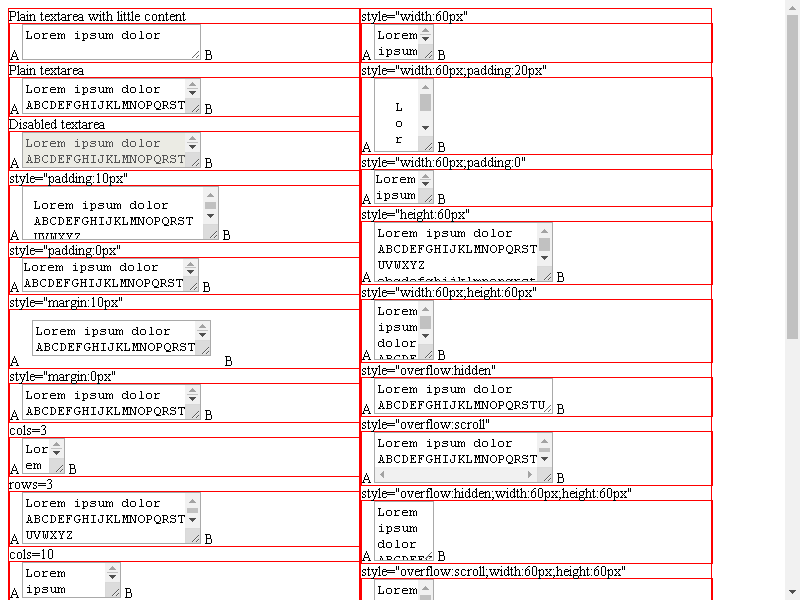 Plain textarea with little content
Lorem ipsum dolor
A B
Plain textarea
Lorem ipsum dolor
ABCDEFGHIJKLMNOPQRST
A B
Disabled textarea
Lorem ipsum dolor
ABCDEFGHIJKLMNOPQRST
A B
style="padding:10px"
Lorem ipsum dolor
ABCDEFGHIJKLMNOPQRST
UVWXYZ
A B
style="padding:0px"
Lorem ipsum dolor
ABCDEFGHIJKLMNOPQRST
A B
style="margin:10px"
Lorem ipsum dolor
ABCDEFGHIJKLMNOPQRST
A B
style="margin:0px"
Lorem ipsum dolor
ABCDEFGHIJKLMNOPQRST
A B
cols=3
Lor
em
A B
rows=3
Lorem ipsum dolor
ABCDEFGHIJKLMNOPQRST
UVWXYZ
A B
cols=10
Lorem
ipsum
A B
style="width:60px"
Lorem
ipsum
A B
style="width:60px;padding:20px"
L
o
r
A B
style="width:60px;padding:0"
Lorem
ipsum
A B
style="height:60px"
Lorem ipsum dolor
ABCDEFGHIJKLMNOPQRST
UVWXYZ
abcdefghijklmnopqrst
A B
style="width:60px;height:60px"
Lorem
ipsum
dolor
ABCDE
A B
style="overflow:hidden"
Lorem ipsum dolor
ABCDEFGHIJKLMNOPQRSTU
A B
style="overflow:scroll"
Lorem ipsum dolor
ABCDEFGHIJKLMNOPQRST
A B
style="overflow:hidden,width:60px;height:60px"
Lorem
ipsum
dolor
ABCDEFG
A B
style="overflow:scroll;width:60px;height:60px"
Lorem